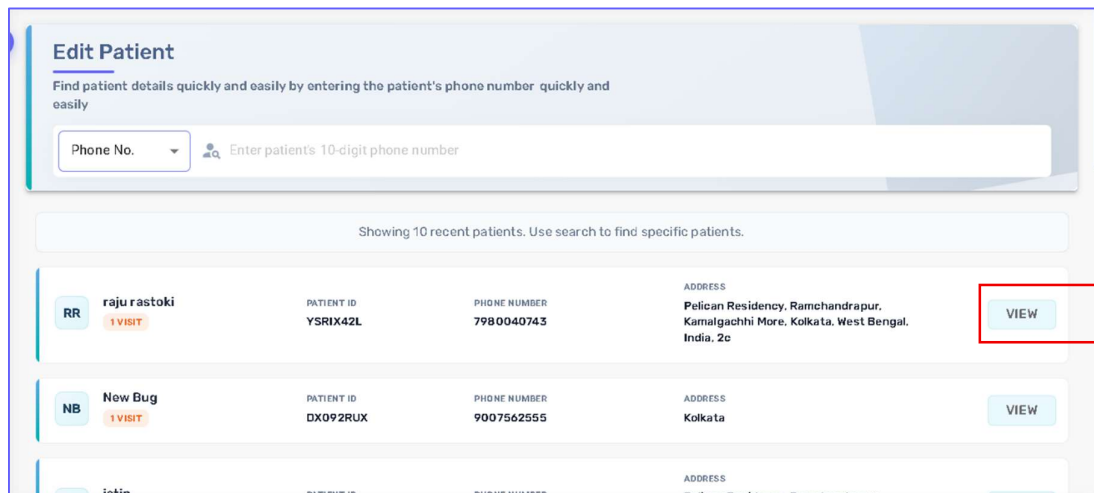 Edit Patient
Find patient details quickly and easily by entering the patient's phone number quickly and
easily
Phone No.
Enter patient's 10-digit phone number
Showing 10 recent patients. Use search to find specific patients.
RR
raju rastoki
1 VISIT
PATIENT ID
YSRIX42L
PHONE NUMBER
7980040743
ADDRESS
Pelican Residency, Ramchandrapur,
Kamalgachhi More, Kolkata, West Bengal,
India, 2c
VIEW
NB
New Bug
1 VISIT
PATIENT ID
DX092RUX
PHONE NUMBER
9007562555
ADDRESS
Kolkata
VIEW
ADDRESS